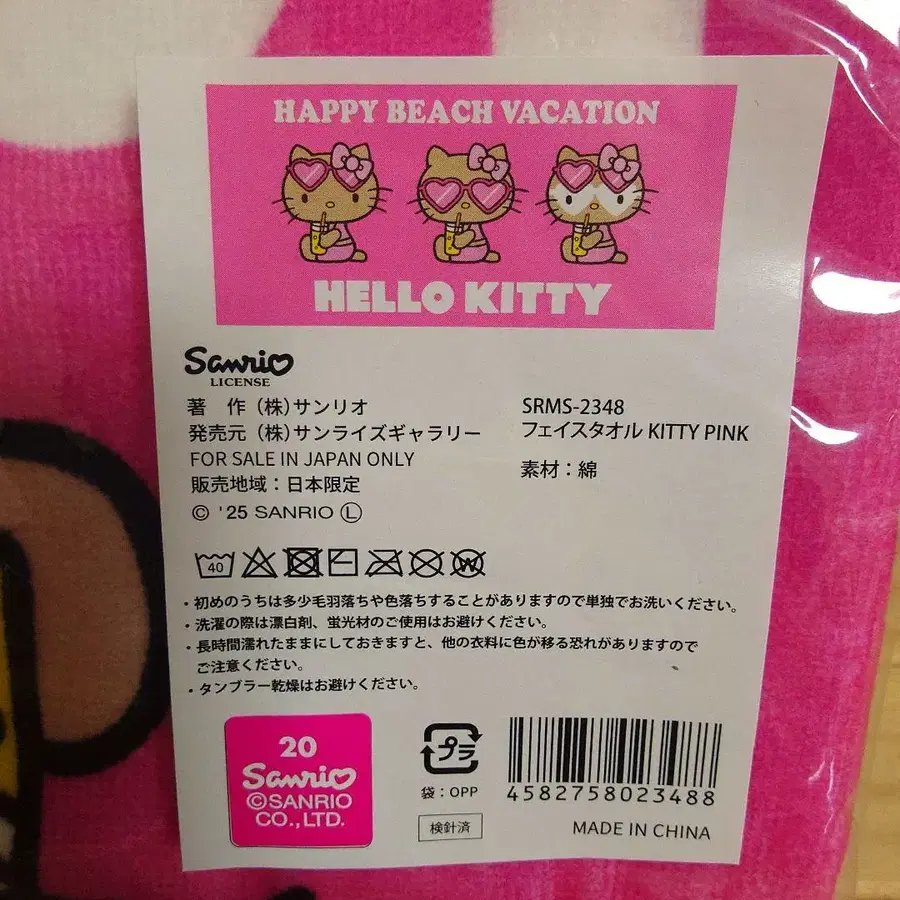 HAPPY BEACH VACATION
HELLO KITTY
Sanrio
LICENSE
著　作（株）サンリオ
発売元（株）サンライズギャラリー
FOR SALE IN JAPAN ONLY
販売地域：日本限定
© '25 SANRIO Ⓛ
SRMS-2348
フェイスタオル KITTY PINK
素材：綿
40
W
・初めのうちは多少毛羽落ちや色落ちすることがありますので単独でお洗いください。
・洗濯の際は漂白剤、蛍光材のご使用はお避けください。
・長時間濡れたままにしておきますと、他の衣料に色が移る恐れがありますので
ご注意ください。
・タンブラー乾燥はお避けください。
20
Sanrio
©SANRIO
CO.,LTD.
プラ
袋：OPP
検針済
4582758023488
MADE IN CHINA